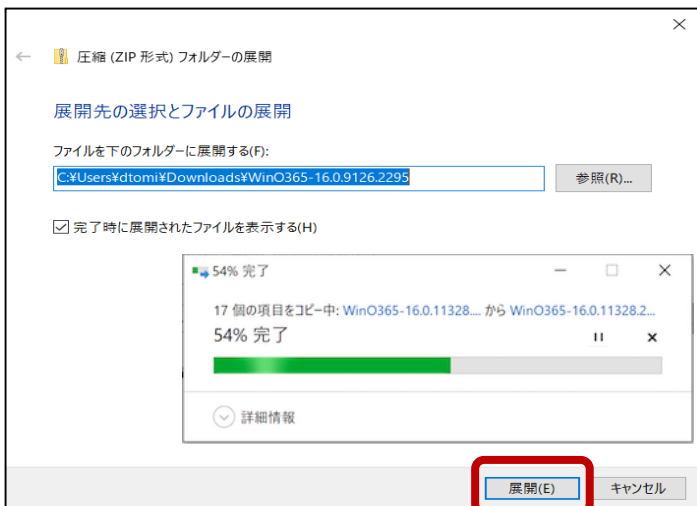 圧縮 (ZIP 形式) フォルダーの展開
展開先の選択とファイルの展開
ファイルを下のフォルダーに展開する(F):
C:¥Users¥dtomi¥Downloads¥WinO365-16.0.9126.2295
参照(R)...
完了時に展開されたファイルを表示する(H)
54% 完了
17 個の項目をコピー中: WinO365-16.0.11328.... から WinO365-16.0.11328.2...
54% 完了
詳細情報
展開(E)
キャンセル